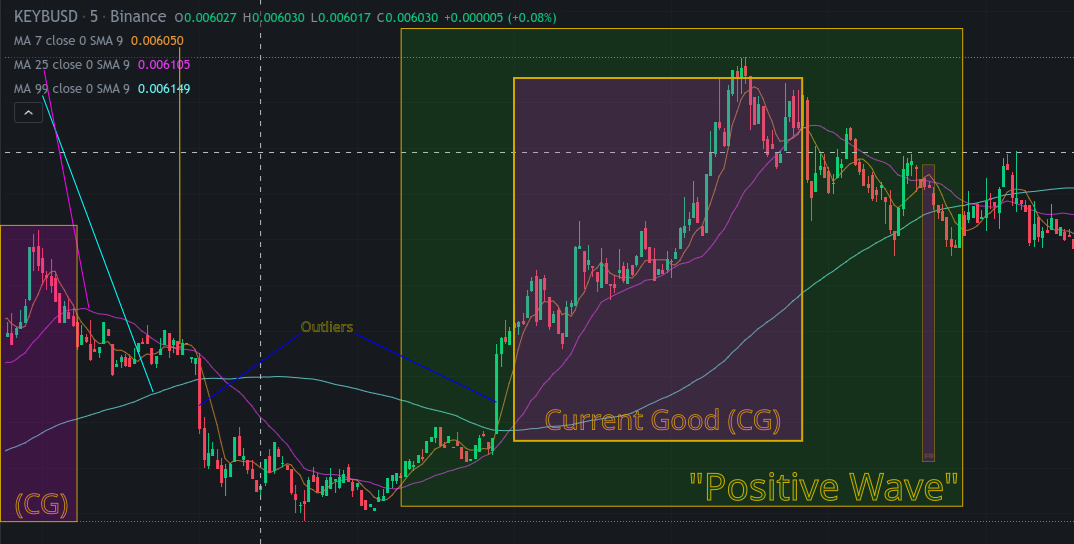 KEYBUSD · 5 · Binance O0.006027 H0.006030 L0.006017 C0.006030 +0.000005 (+0.08%)
MA 7 close 0 SMA 9 0.006050
MA 25 close 0 SMA 9 0.006105
MA 99 close 0 SMA 9 0.006149
Outliers
Current Good (CG)
(CG)
"Positive Wave"